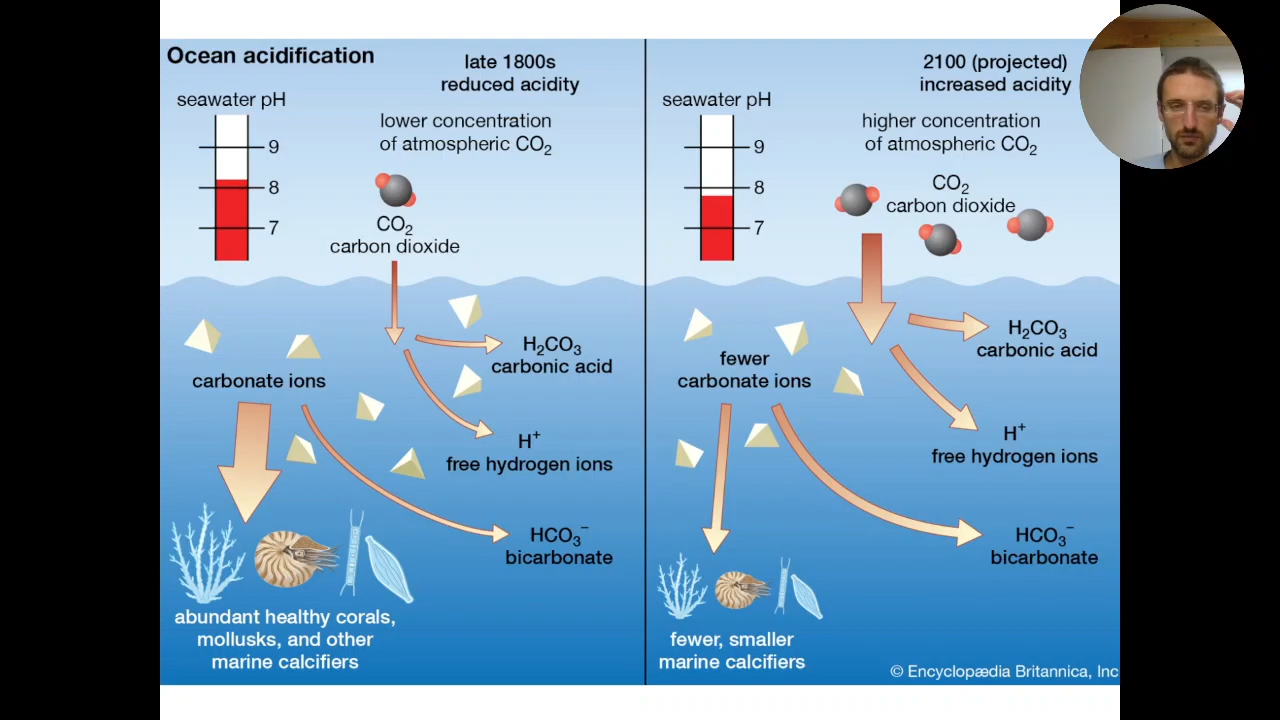 Ocean acidification
late 1800s
reduced acidity
seawater pH
9
8
7
lower concentration
of atmospheric CO₂
CO₂
carbon dioxide
H₂CO₃
carbonic acid
carbonate ions
H⁺
free hydrogen ions
HCO₃⁻
bicarbonate
abundant healthy corals,
mollusks, and other
marine calcifiers
2100 (projected)
increased acidity
seawater pH
9
8
7
higher concentration
of atmospheric CO₂
CO₂
carbon dioxide
H₂CO₃
carbonic acid
fewer
carbonate ions
H⁺
free hydrogen ions
HCO₃⁻
bicarbonate
fewer, smaller
marine calcifiers
© Encyclopædia Britannica, Inc